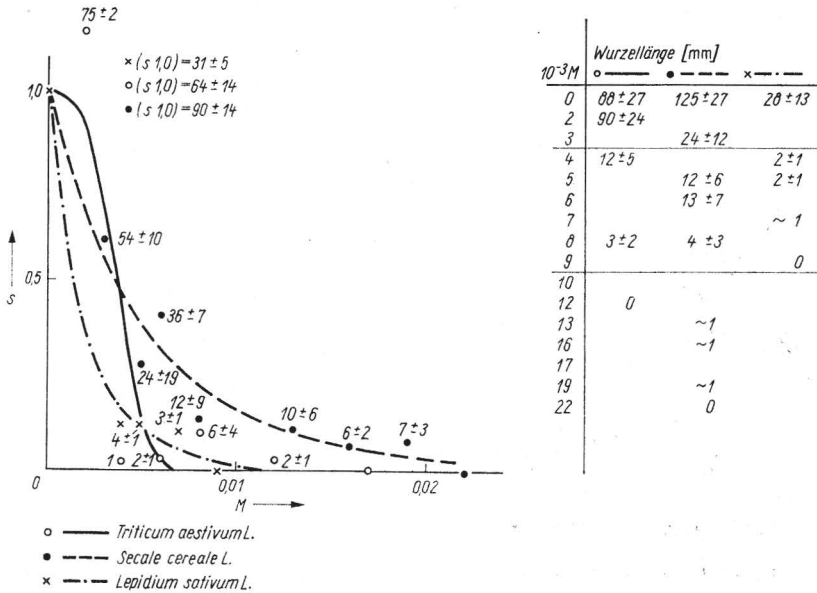 75 ± 2
× (s 1,0) = 31 ± 5
○ (s 1,0) = 64 ± 14
● (s 1,0) = 90 ± 14
1,0
54 ± 10
0,5
S
36 ± 7
24 ± 19
12 ± 9
3 ± 1
6 ± 4
10 ± 6
6 ± 2
7 ± 3
4 ± 1
1
2 ± 1
2 ± 1
0
0,01
0,02
M
○ Triticum aestivum L.
● Secale cereale L.
× Lepidium sativum L.
Wurzellänge [mm]
10⁻³M ○ ● ×
0 88 ± 27 125 ± 27 28 ± 13
2 90 ± 24
3 24 ± 12
4 12 ± 5 2 ± 1
5 12 ± 6 2 ± 1
6 13 ± 7
7 ~ 1
8 3 ± 2 4 ± 3
9 0
10
12 0
13 ~1
16 ~1
17
19 ~1
22 0